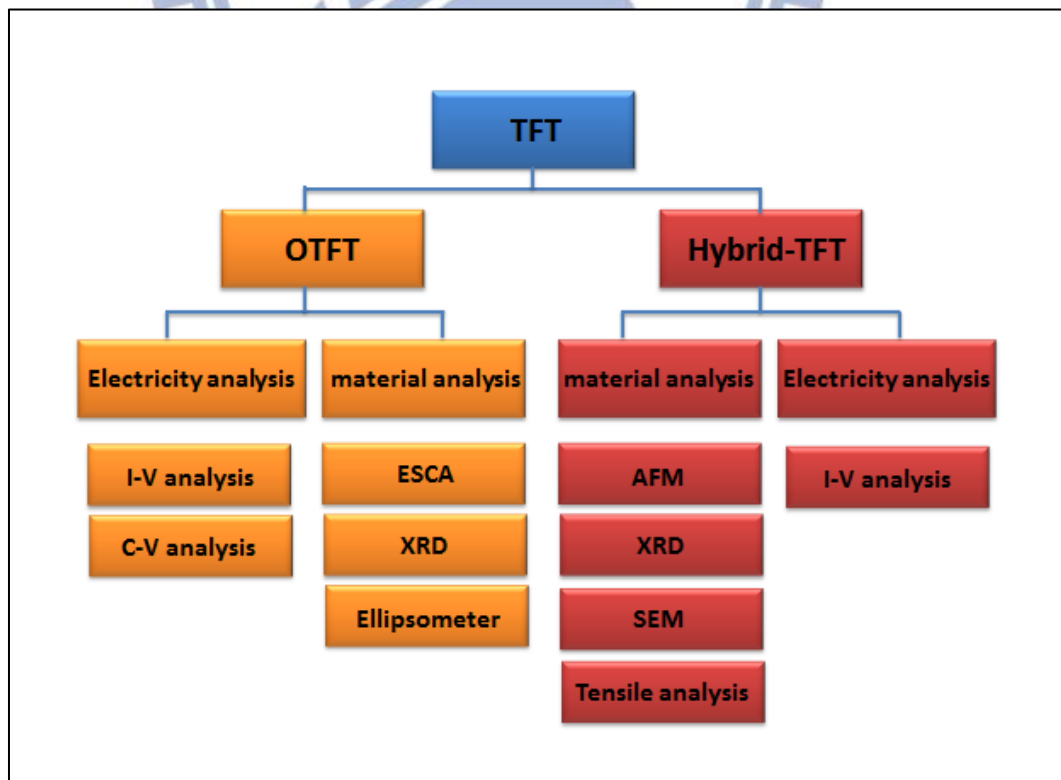 TFT
OTFT
Hybrid-TFT
Electricity analysis
material analysis
material analysis
Electricity analysis
I-V analysis
ESCA
AFM
I-V analysis
C-V analysis
XRD
XRD
Ellipsometer
SEM
Tensile analysis